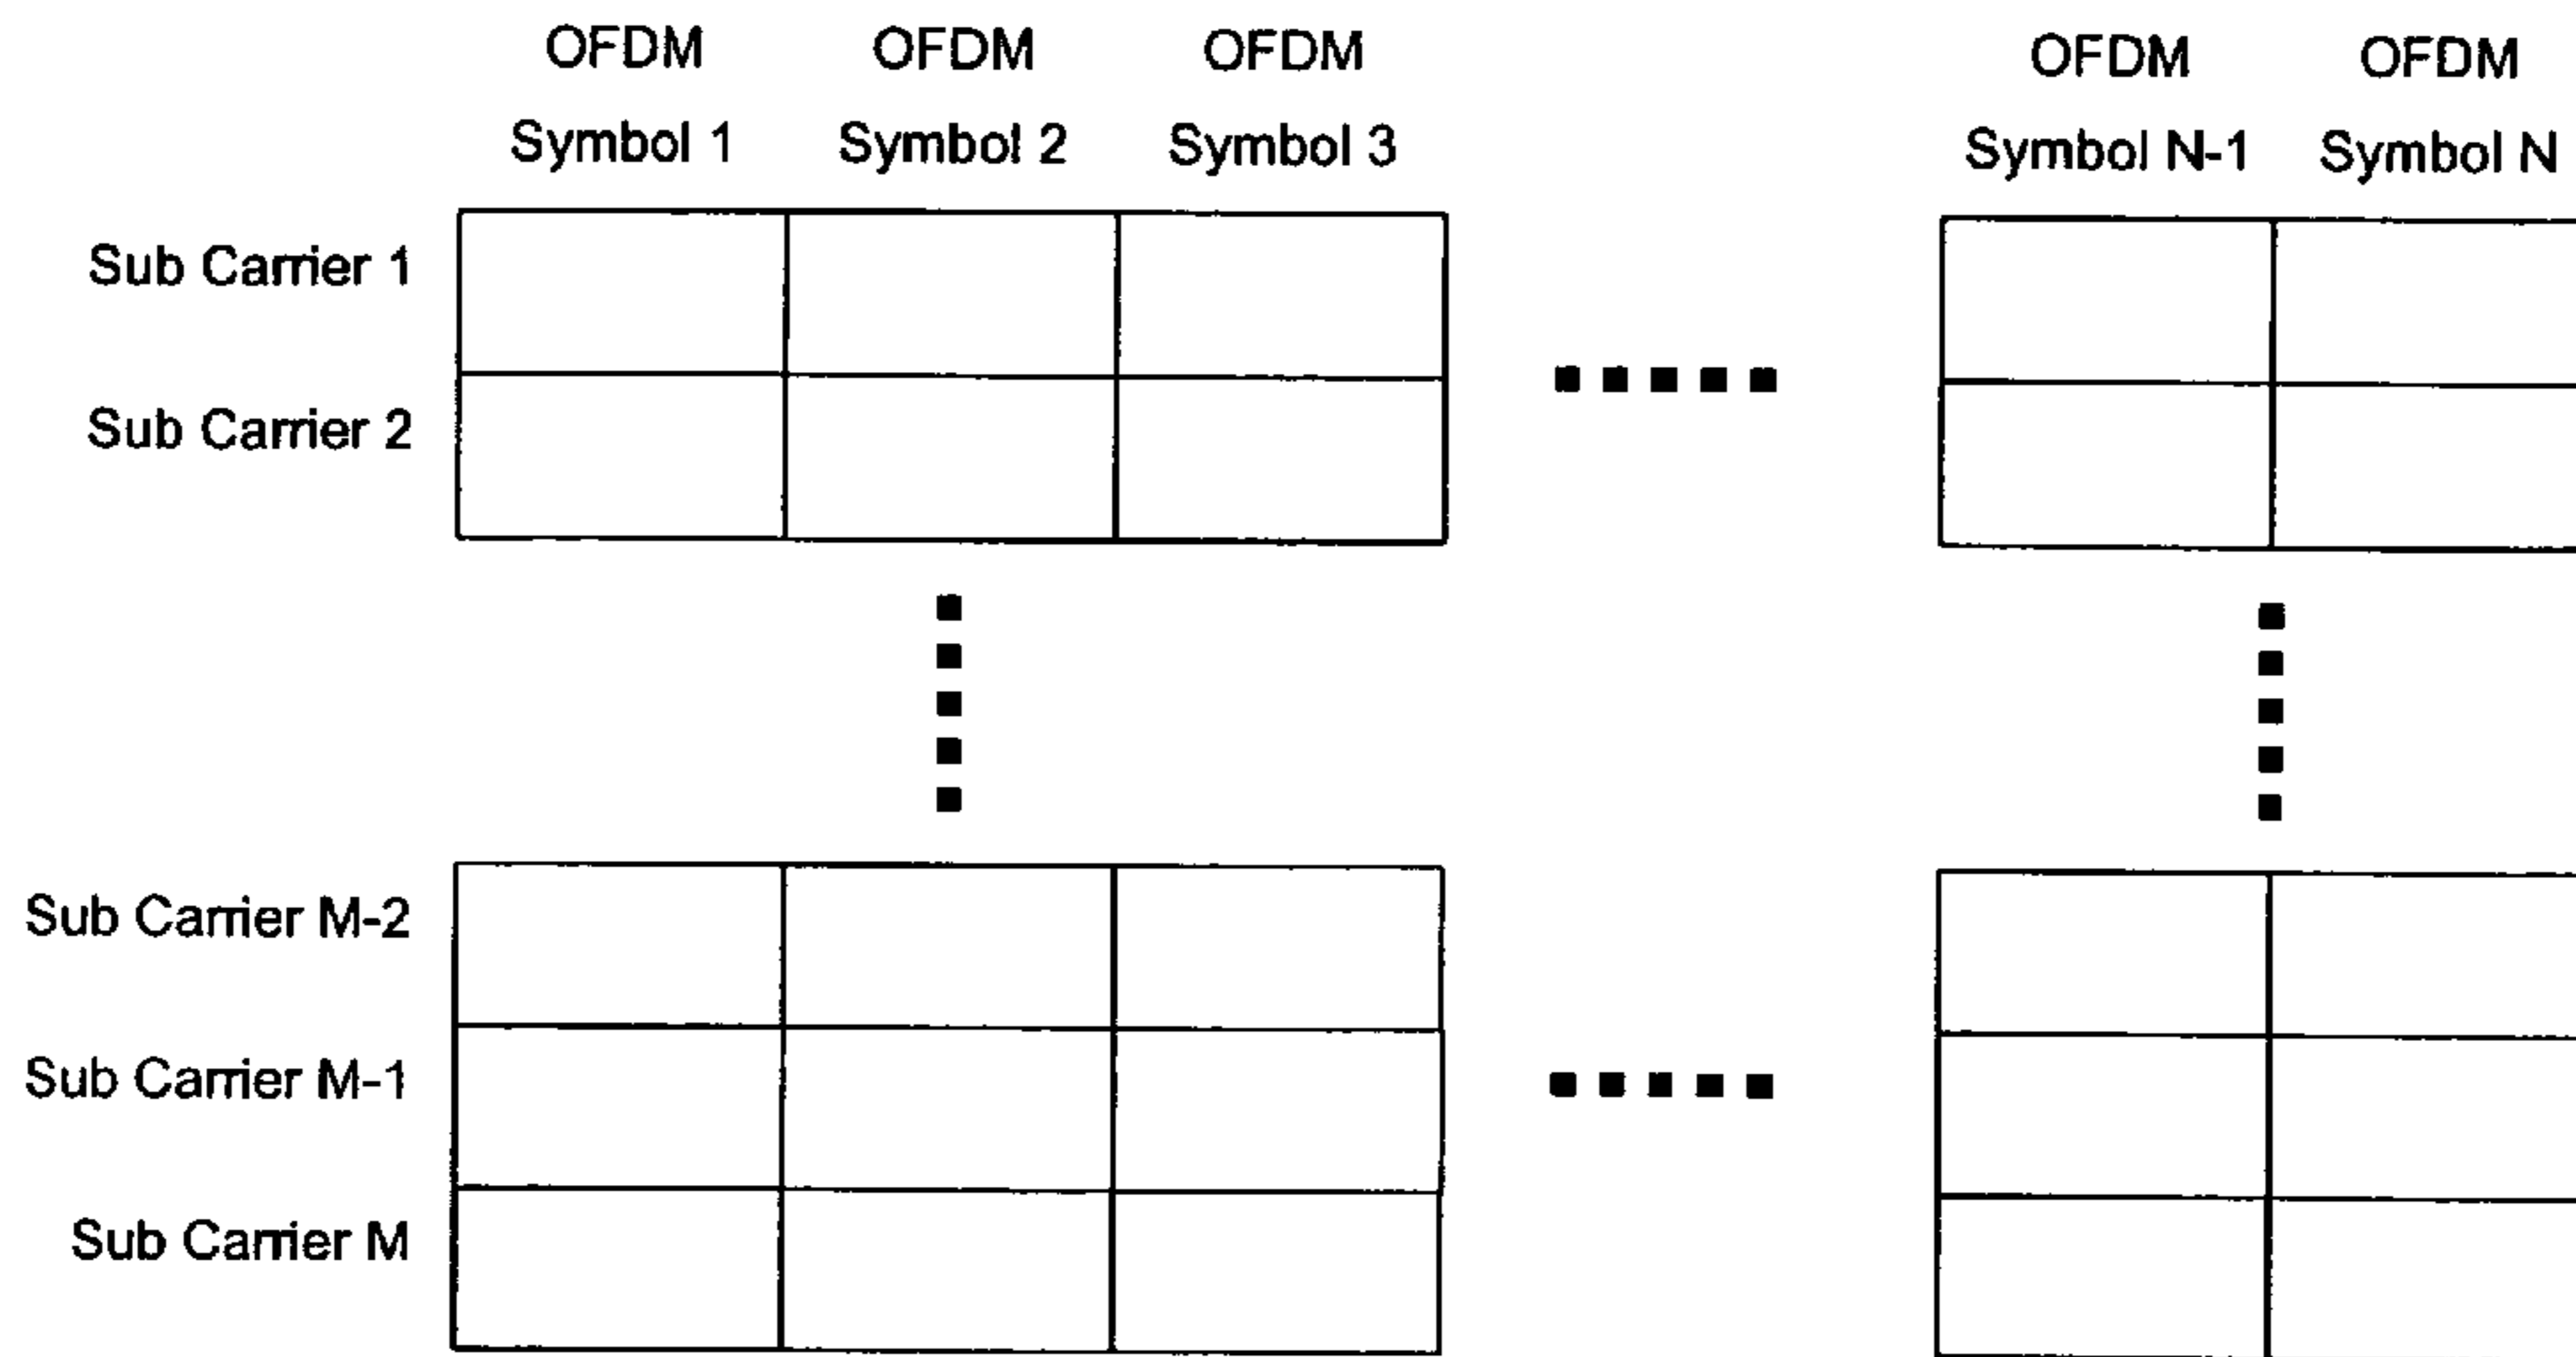 OFDM OFDM OFDM OFDM OFDM
Symbol 1 Symbol 2 Symbol 3 Symbol N-1 Symbol N
Sub Carrier 1
Sub Carrier 2
Sub Carrier M-2
Sub Carrier M-1
Sub Carrier M